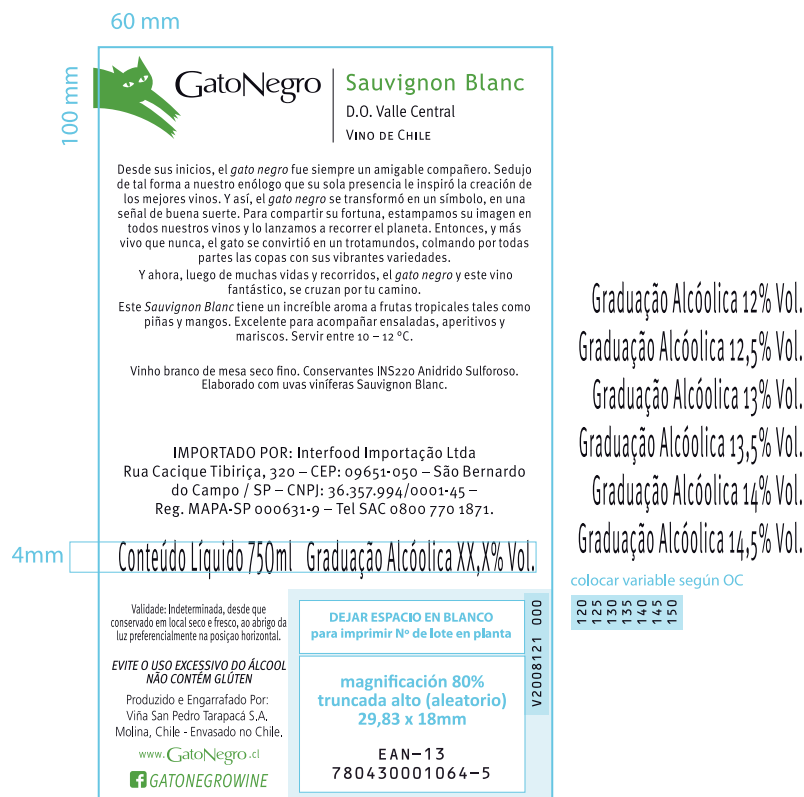 60 mm
100 mm
GatoNegro
Sauvignon Blanc
D.O. Valle Central
VINO DE CHILE
Desde sus inicios, el gato negro fue siempre un amigable compañero. Sedujo
de tal forma a nuestro enólogo que su sola presencia le inspiró la creación de
los mejores vinos. Y así, el gato negro se transformó en un símbolo, en una
señal de buena suerte. Para compartir su fortuna, estampamos su imagen en
todos nuestros vinos y lo lanzamos a recorrer el planeta. Entonces, y más
vivo que nunca, el gato se convirtió en un trotamundos, colmando por todas
partes las copas con sus vibrantes variedades.
Y ahora, luego de muchas vidas y recorridos, el gato negro y este vino
fantástico, se cruzan por tu camino.
Este Sauvignon Blanc tiene un increíble aroma a frutas tropicales tales como
piñas y mangos. Excelente para acompañar ensaladas, aperitivos y
mariscos. Servir entre 10 – 12 °C.
Vinho branco de mesa seco fino. Conservantes INS220 Anidrido Sulforoso.
Elaborado com uvas viníferas Sauvignon Blanc.
IMPORTADO POR: Interfood Importação Ltda
Rua Cacique Tibiriça, 320 – CEP: 09651-050 – São Bernardo
do Campo / SP – CNPJ: 36.357.994/0001-45 –
Reg. MAPA-SP 000631-9 – Tel SAC 0800 770 1871.
4mm
Conteúdo Líquido 750ml Graduação Alcóolica XX,X% Vol.
Validade: Indeterminada, desde que
conservado em local seco e fresco, ao abrigo da
luz preferencialmente na posiçao horizontal.
EVITE O USO EXCESSIVO DO ÁLCOOL
NÃO CONTÉM GLÚTEN
Produzido e Engarrafado Por:
Viña San Pedro Tarapacá S.A.
Molina, Chile - Envasado no Chile.
www.GatoNegro.cl
f GATONEGROWINE
DEJAR ESPACIO EN BLANCO
para imprimir Nº de lote en planta
magnificación 80%
truncada alto (aleatorio)
29,83 x 18mm
EAN-13
780430001064-5
V2008121 000
Graduação Alcóolica 12% Vol.
Graduação Alcóolica 12,5% Vol.
Graduação Alcóolica 13% Vol.
Graduação Alcóolica 13,5% Vol.
Graduação Alcóolica 14% Vol.
Graduação Alcóolica 14,5% Vol.
colocar variable según OC
120
125
130
135
140
145
150